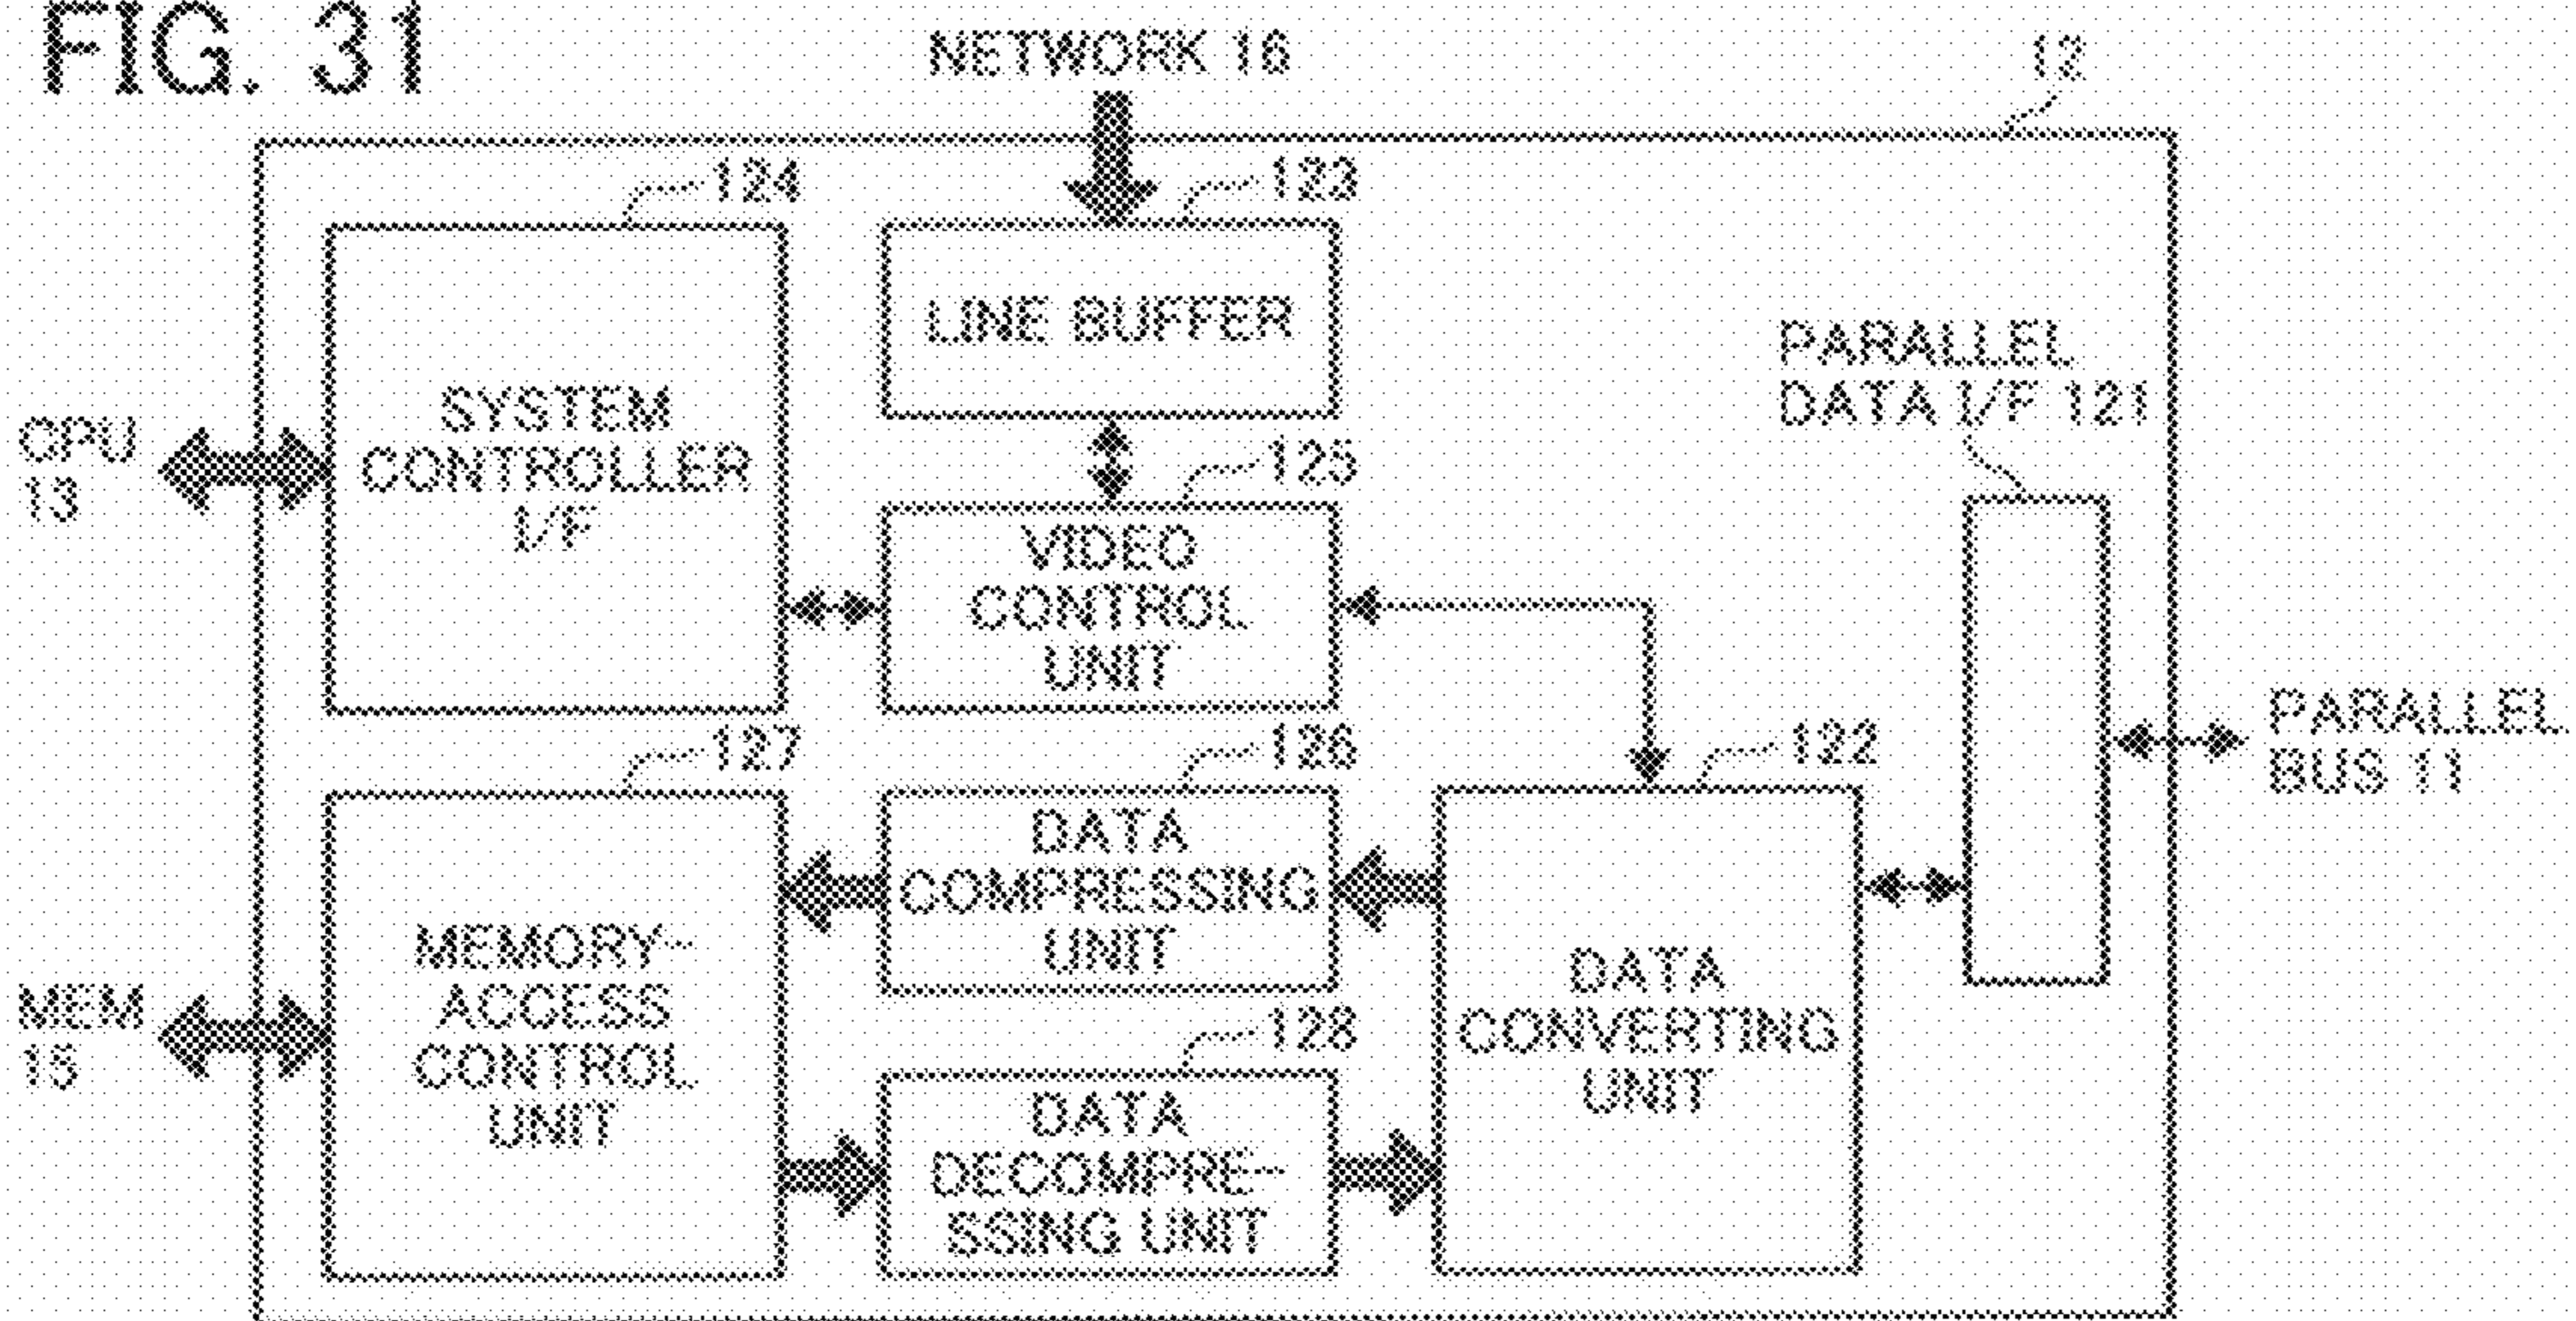 FIG. 31
NETWORK 16
12
124
123
LINE BUFFER
SYSTEM
CONTROLLER
I/F
CPU
13
PARALLEL
DATA I/F 121
125
VIDEO
CONTROL
UNIT
PARALLEL
BUS 11
127
126
122
DATA
COMPRESSING
UNIT
MEMORY-
ACCESS
CONTROL
UNIT
MEM
15
DATA
CONVERTING
UNIT
128
DATA
DECOMPRE-
SSING UNIT